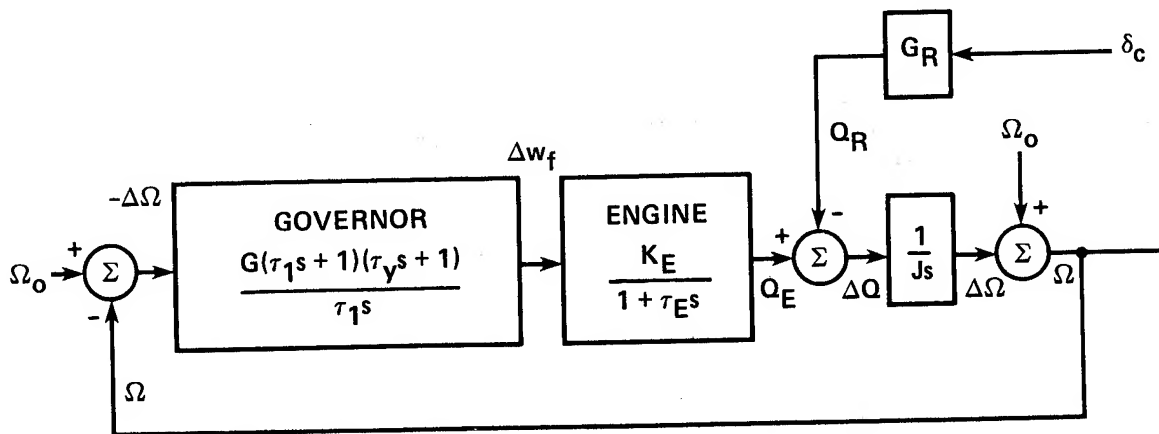 G_R
δ_c
Q_R
Ω_o
Δw_f
-ΔΩ
GOVERNOR
G(τ_1s + 1)(τ_ys + 1)
τ_1s
ENGINE
K_E
1 + τ_Es
+
Ω_o
Σ
-
Ω
+
Q_E
-
Σ
ΔQ
1
Js
ΔΩ
+
Σ
Ω